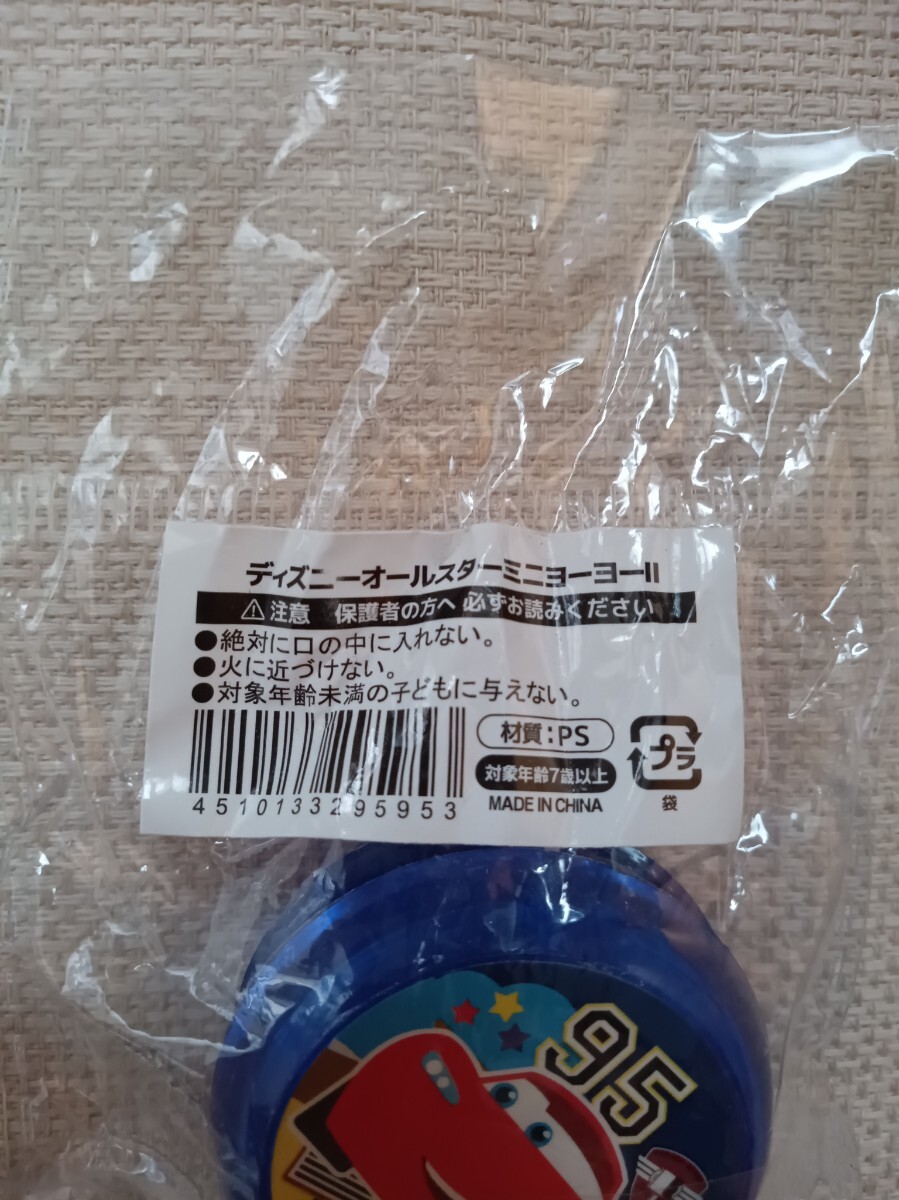 ディズニーオールスターミニヨーヨーII
⚠注意 保護者の方へ 必ずお読みください
●絶対に口の中に入れない。
●火に近づけない。
●対象年齢未満の子どもに与えない。
4510133295953
材質:PS
対象年齢7歳以上
MADE IN CHINA
プラ
袋
95